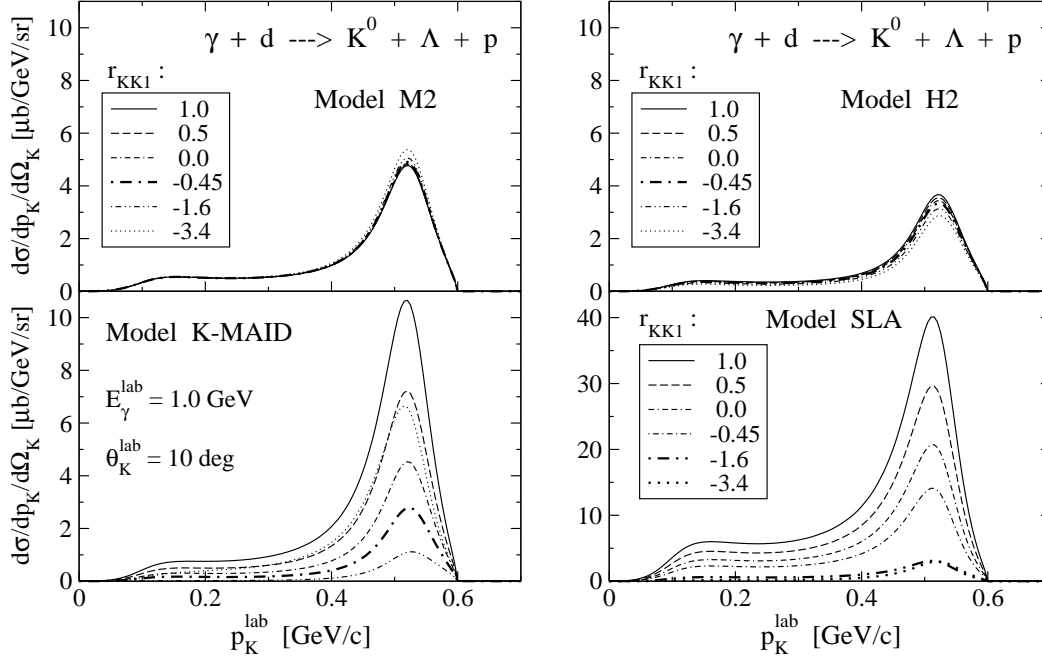 γ + d ---> K⁰ + Λ + p
r_KK1 :
Model M2
1.0
0.5
0.0
-0.45
-1.6
-3.4
dσ/dp_K/dΩ_K [μb/GeV/sr]
10
8
6
4
2
0
γ + d ---> K⁰ + Λ + p
r_KK1 :
Model H2
1.0
0.5
0.0
-0.45
-1.6
-3.4
10
8
6
4
2
0
Model K-MAID
E_γ^lab = 1.0 GeV
θ_K^lab = 10 deg
dσ/dp_K/dΩ_K [μb/GeV/sr]
10
8
6
4
2
0
0 0.2 0.4 0.6
p_K^lab [GeV/c]
r_KK1 :
Model SLA
1.0
0.5
0.0
-0.45
-1.6
-3.4
40
30
20
10
0
0 0.2 0.4 0.6
p_K^lab [GeV/c]